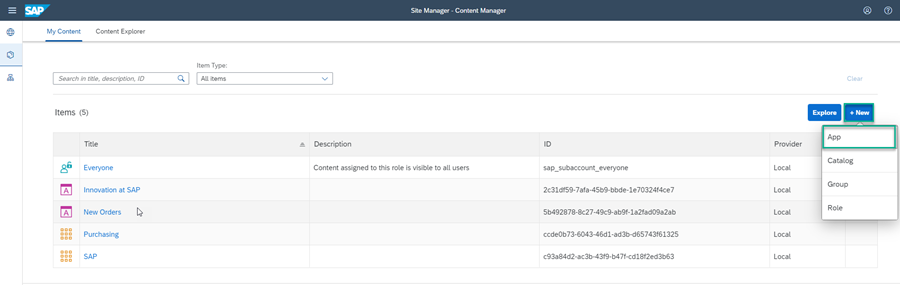 SAP
Site Manager - Content Manager
My Content
Content Explorer
Item Type:
Search in title, description, ID
All items
Clear
Items (5)
Explore
+ New
Title
Description
ID
Provider
App
Catalog
Group
Role
Everyone
Content assigned to this role is visible to all users
sap_subaccount_everyone
Local
A
Innovation at SAP
2c31df59-7afa-45b9-bbde-1e70324f4ce7
Local
A
New Orders
5b492878-8c27-49c9-ab9f-1a2fad09a2ab
Local
Purchasing
ccde0b73-6043-46d1-ad3b-d65743f61325
Local
SAP
c93a84d2-ac3b-43f9-b47f-cd18f2ed3b63
Local